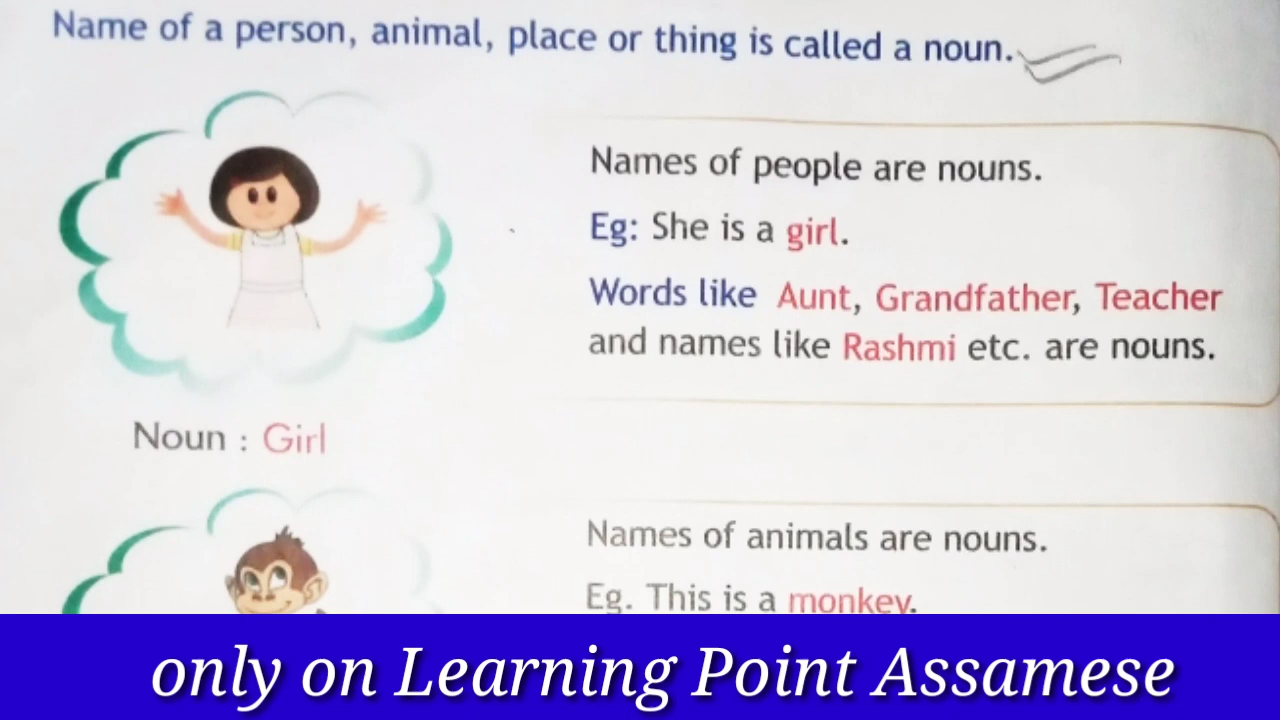 Name of a person, animal, place or thing is called a noun.
Names of people are nouns.
Eg: She is a girl.
Words like Aunt, Grandfather, Teacher
and names like Rashmi etc. are nouns.
Noun : Girl
Names of animals are nouns.
Eg. This is a monkey.
only on Learning Point Assamese